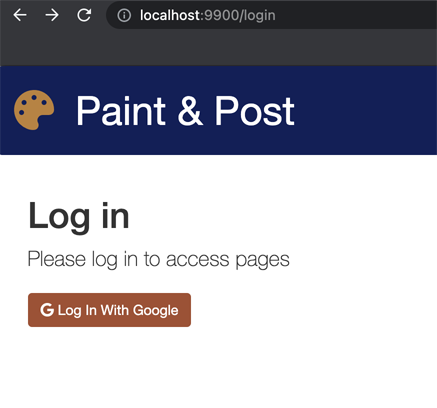 localhost:9900/login
Paint & Post
Log in
Please log in to access pages
G Log In With Google